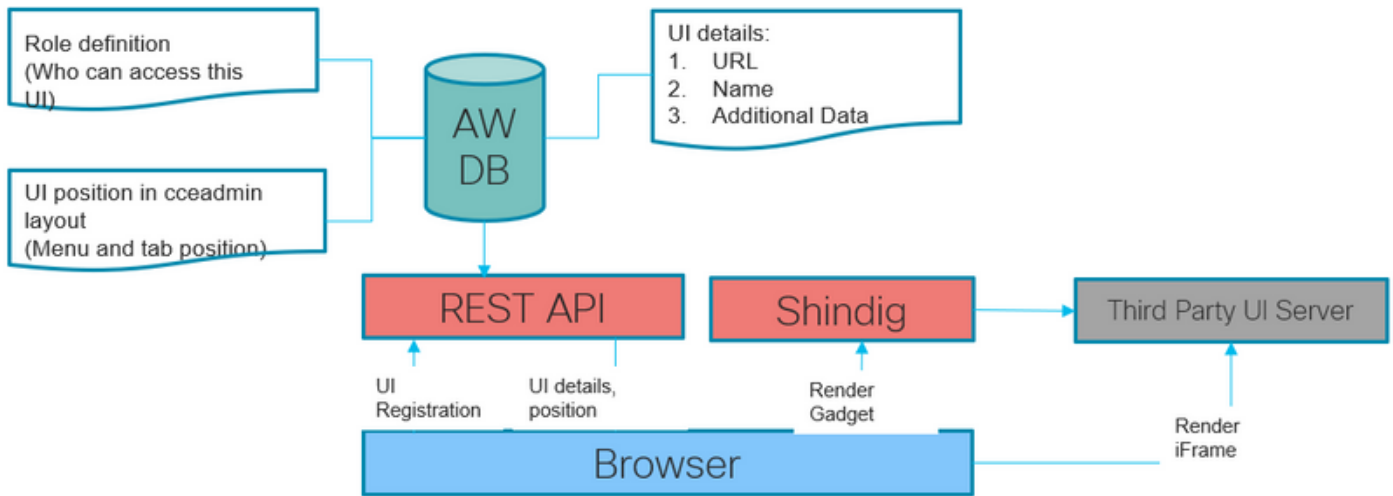 Role definition
(Who can access this
UI)
UI details:
1. URL
2. Name
3. Additional Data
AW
DB
UI position in cceadmin
layout
(Menu and tab position)
REST API
Shindig
Third Party UI Server
UI
Registration
UI details,
position
Render
Gadget
Render
iFrame
Browser